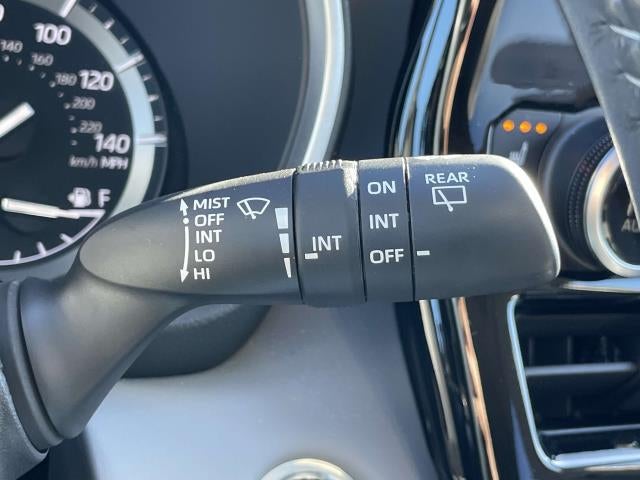 100
120
140
140
160
180
200
220
km/h MPH
F
MIST
OFF
INT
LO
HI
INT
ON
INT
OFF
REAR